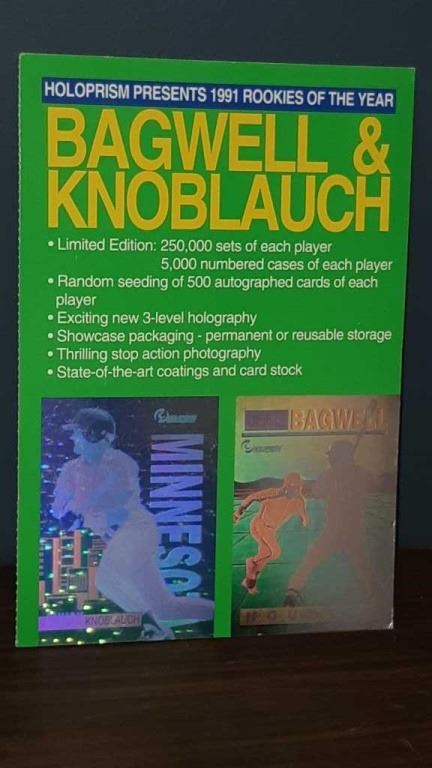 HOLOPRISM PRESENTS 1991 ROOKIES OF THE YEAR
BAGWELL &
KNOBLAUCH
• Limited Edition: 250,000 sets of each player
5,000 numbered cases of each player
• Random seeding of 500 autographed cards of each
player
• Exciting new 3-level holography
• Showcase packaging - permanent or reusable storage
• Thrilling stop action photography
• State-of-the-art coatings and card stock
BAGWELL
MINNESO
KNOBLAUCH